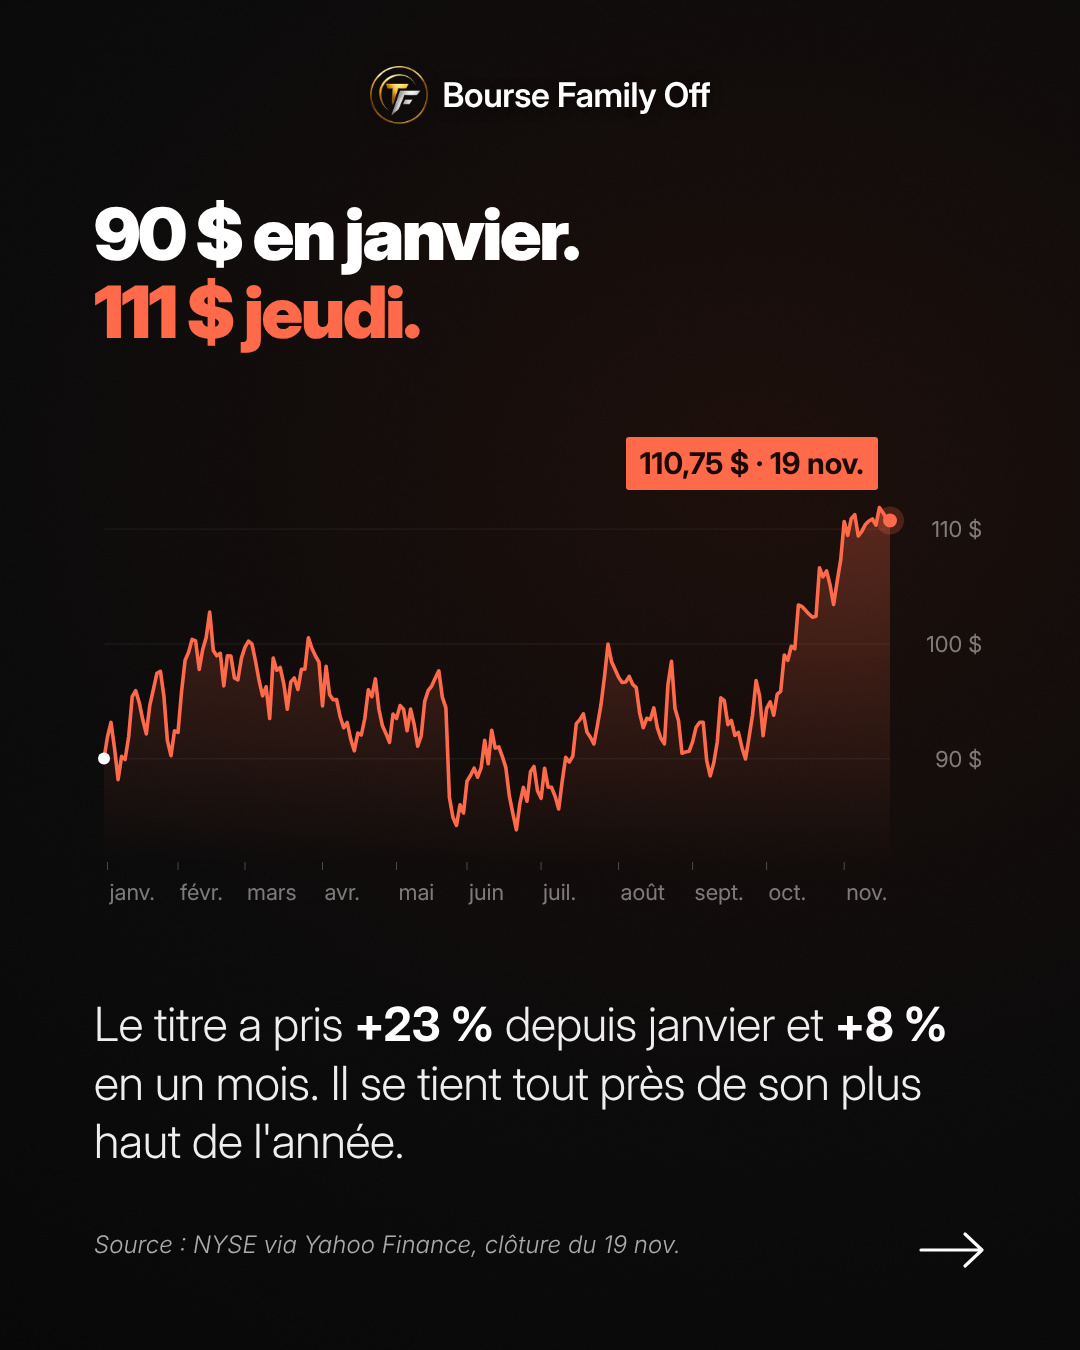 TF Bourse Family Off
90 $ en janvier.
111 $ jeudi.
110,75 $ · 19 nov.
110 $
100 $
90 $
janv. févr. mars avr. mai juin juil. août sept. oct. nov.
Le titre a pris +23 % depuis janvier et +8 %
en un mois. Il se tient tout près de son plus
haut de l'année.
Source : NYSE via Yahoo Finance, clôture du 19 nov.